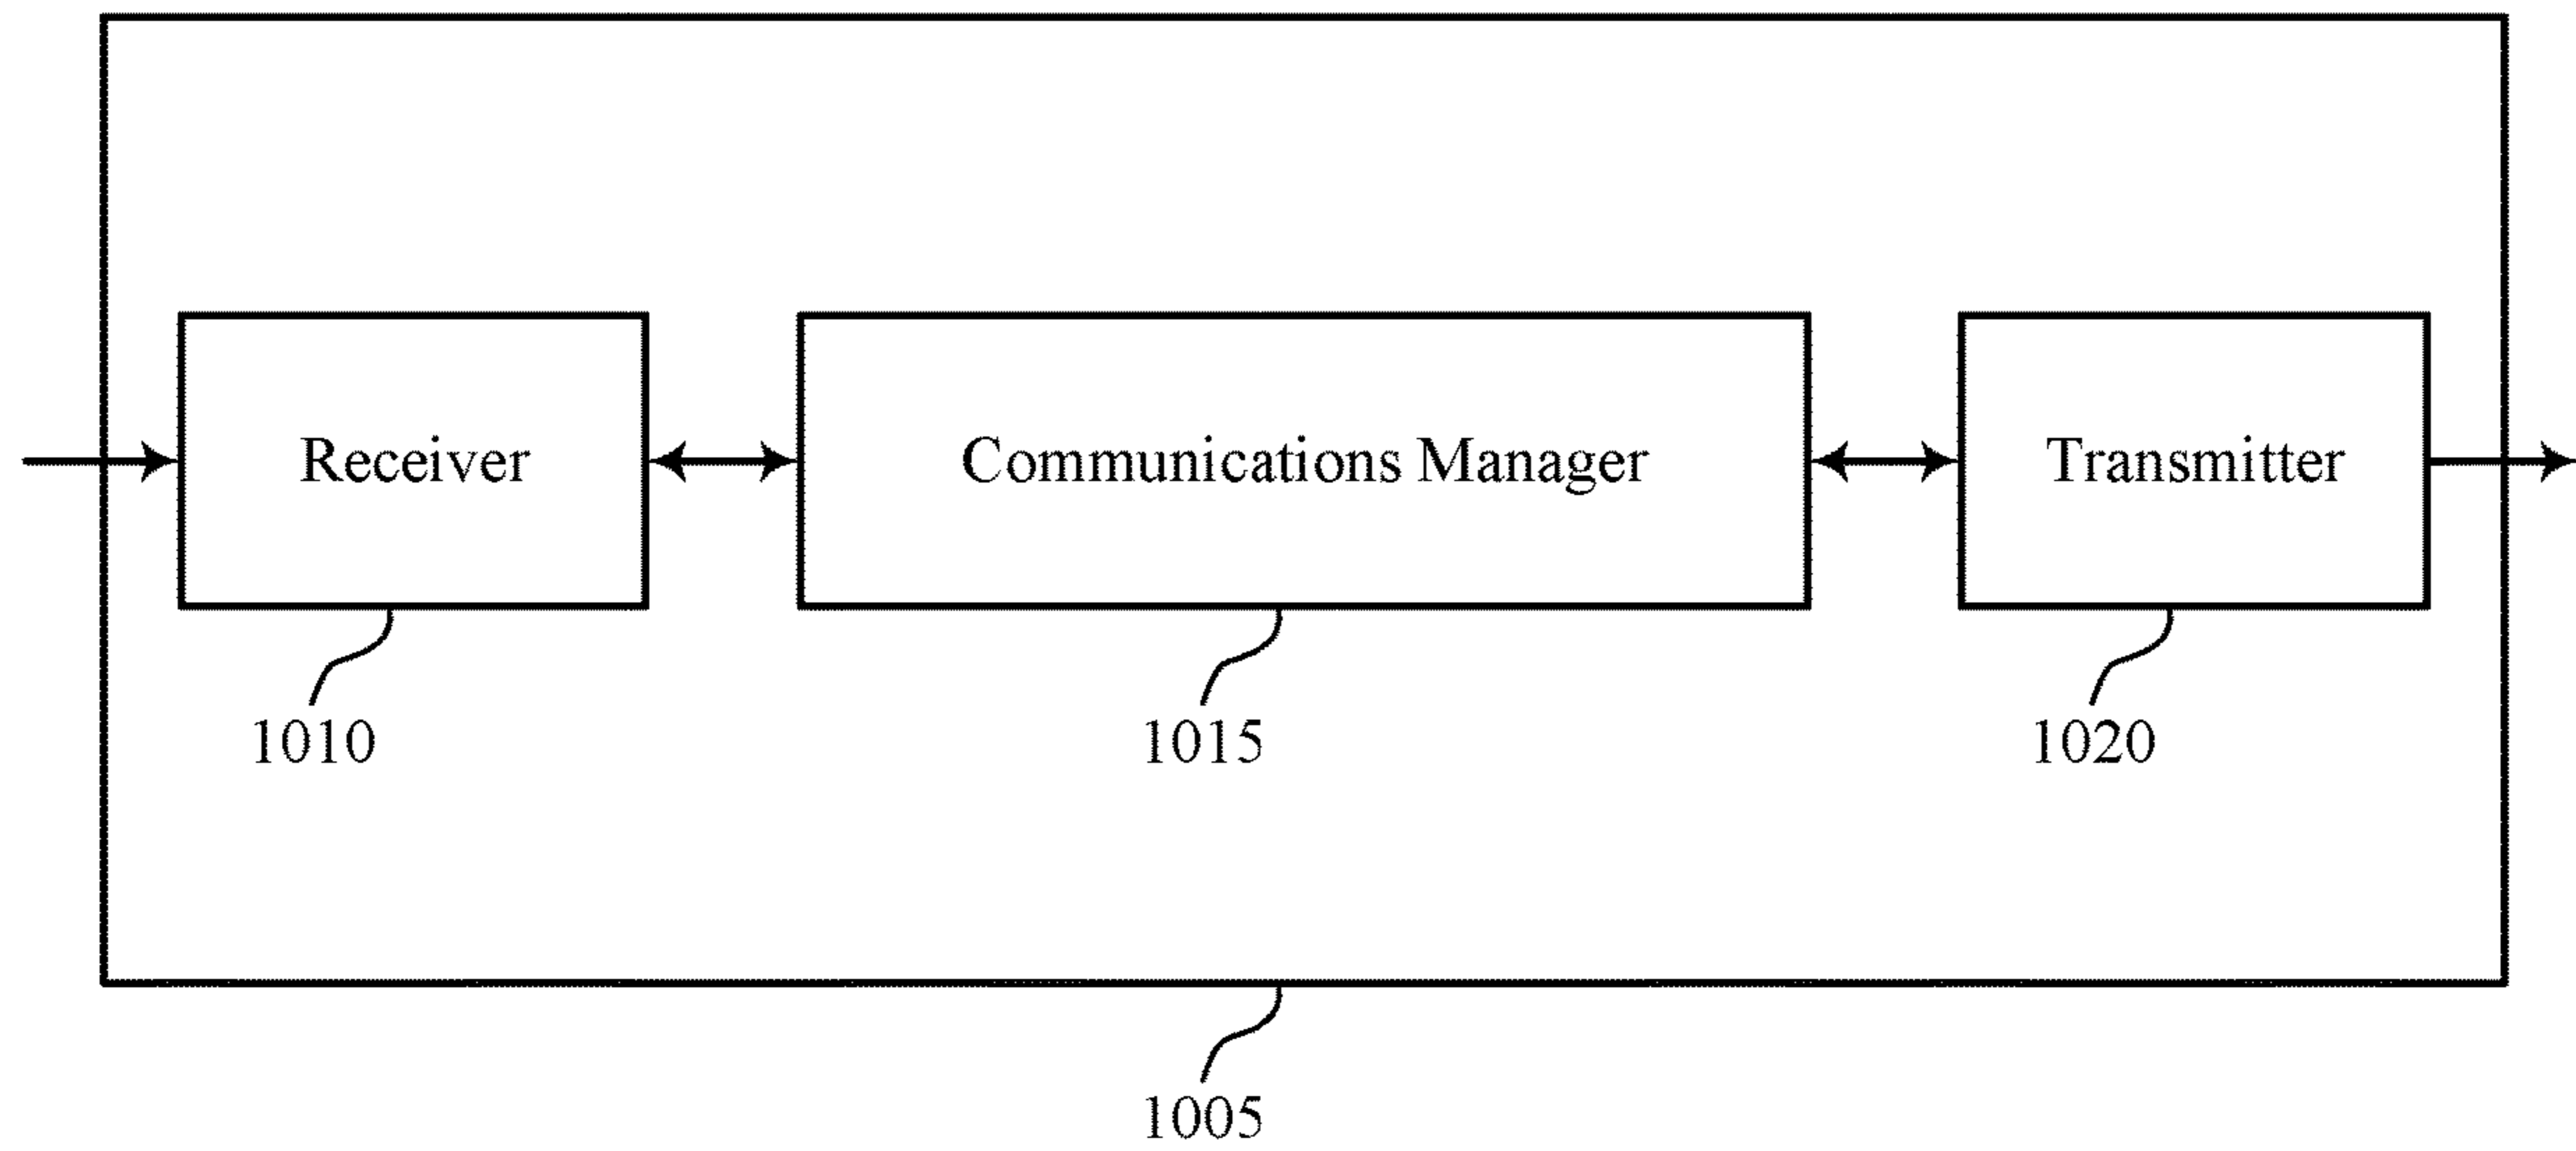 Receiver
Communications Manager
Transmitter
1010
1015
1020
1005